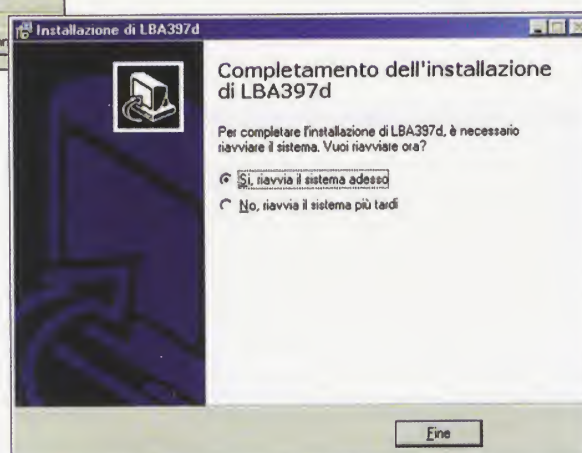 Installazione di LBA397d
Completamento dell'installazione
di LBA397d
Per completare l'installazione di LBA397d, è necessario
riavviare il sistema. Vuoi riavviare ora?
Sì, riavvia il sistema adesso
No, riavvia il sistema più tardi
Fine